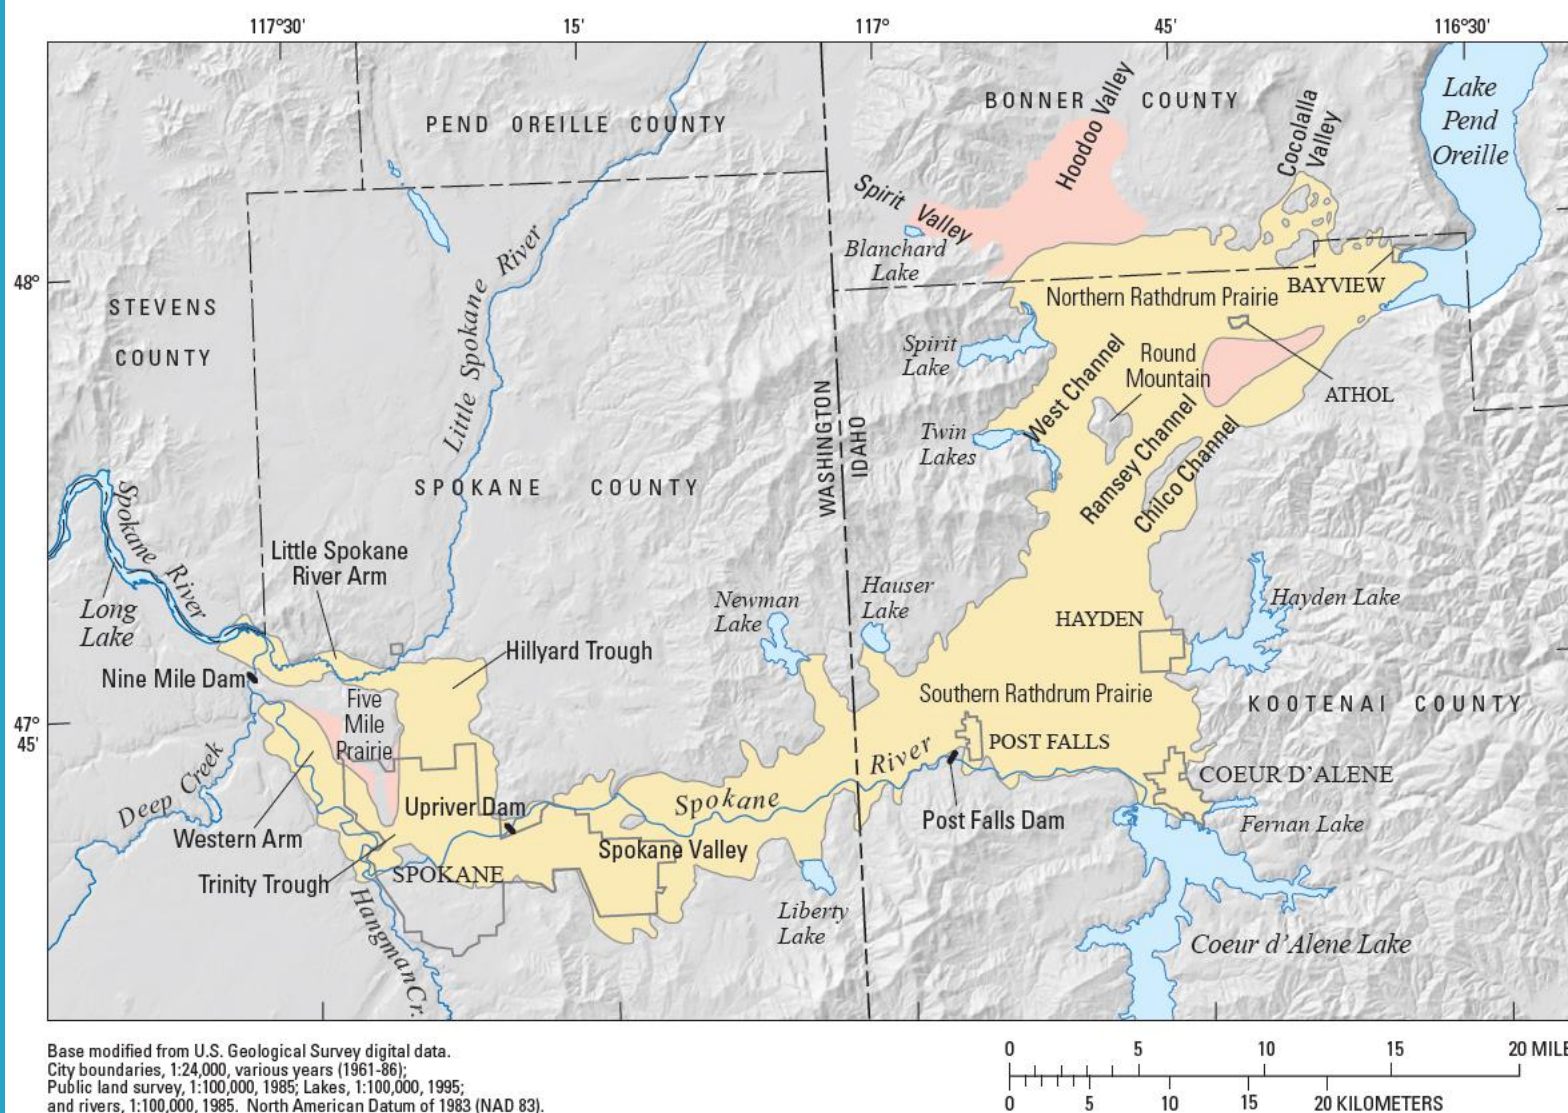 117°30'
15'
117°
45'
116°30'
48°
47°
45'
PEND OREILLE COUNTY
BONNER COUNTY
Hoodoo Valley
Cocolalla
Valley
Lake
Pend
Oreille
Spirit Valley
Blanchard
Lake
STEVENS
COUNTY
Little Spokane River
Northern Rathdrum Prairie
BAYVIEW
Spirit
Lake
West Channel
Round
Mountain
ATHOL
WASHINGTON
IDAHO
Twin
Lakes
Ramsey Channel
Chilco Channel
SPOKANE COUNTY
Spokane River
Long
Lake
Little Spokane
River Arm
Newman
Lake
Hauser
Lake
HAYDEN
Hayden Lake
Hillyard Trough
Nine Mile Dam
Five
Mile
Prairie
Southern Rathdrum Prairie
KOOTENAI COUNTY
POST FALLS
COEUR D'ALENE
Deep Creek
Spokane River
Upriver Dam
Post Falls Dam
Fernan Lake
Western Arm
Spokane Valley
Trinity Trough
SPOKANE
Hangman Cr.
Liberty
Lake
Coeur d'Alene Lake
Base modified from U.S. Geological Survey digital data.
City boundaries, 1:24,000, various years (1961-86);
Public land survey, 1:100,000, 1985; Lakes, 1:100,000, 1995;
and rivers, 1:100,000, 1985. North American Datum of 1983 (NAD 83).
0 5 10 15 20 MILE
0 5 10 15 20 KILOMETERS